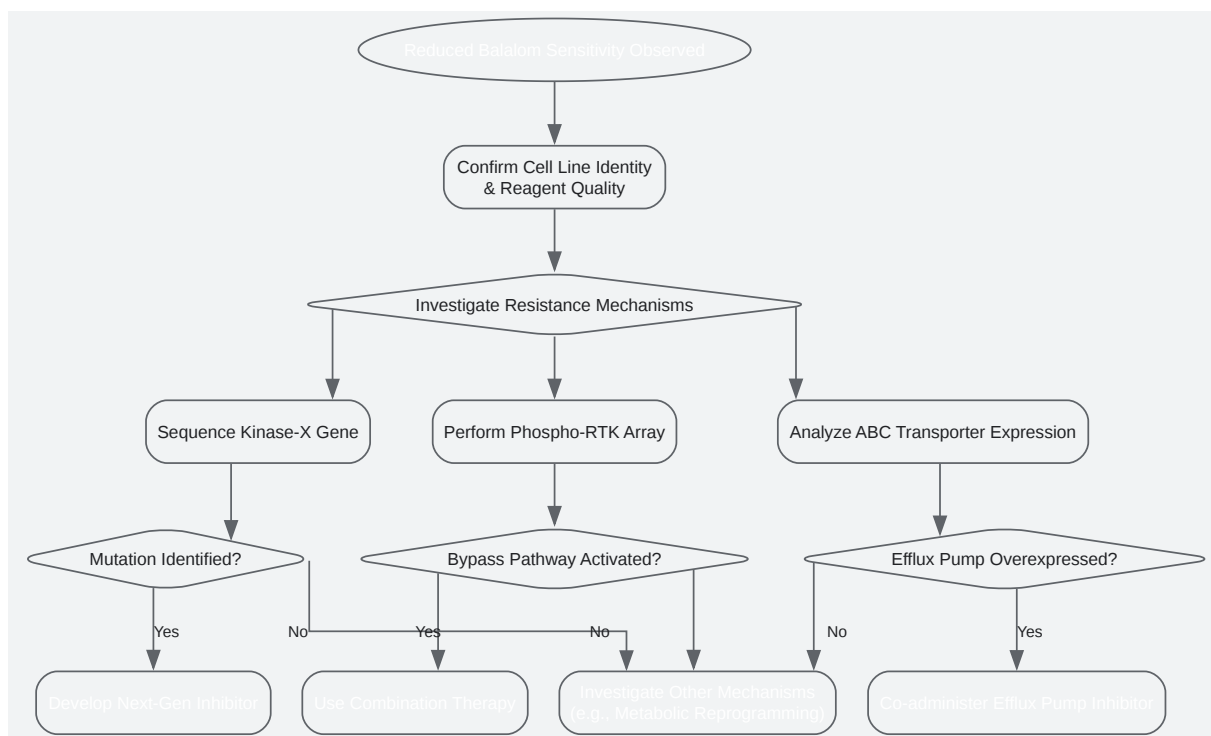 Reduced Balalom Sensitivity Observed
Confirm Cell Line Identity
& Reagent Quality
Investigate Resistance Mechanisms
Sequence Kinase-X Gene
Perform Phospho-RTK Array
Analyze ABC Transporter Expression
Mutation Identified?
Bypass Pathway Activated?
Efflux Pump Overexpressed?
Yes
No
Yes
No
No
Yes
Develop Next-Gen Inhibitor
Use Combination Therapy
Investigate Other Mechanisms
(e.g., Metabolic Reprogramming)
Co-administer Efflux Pump Inhibitor